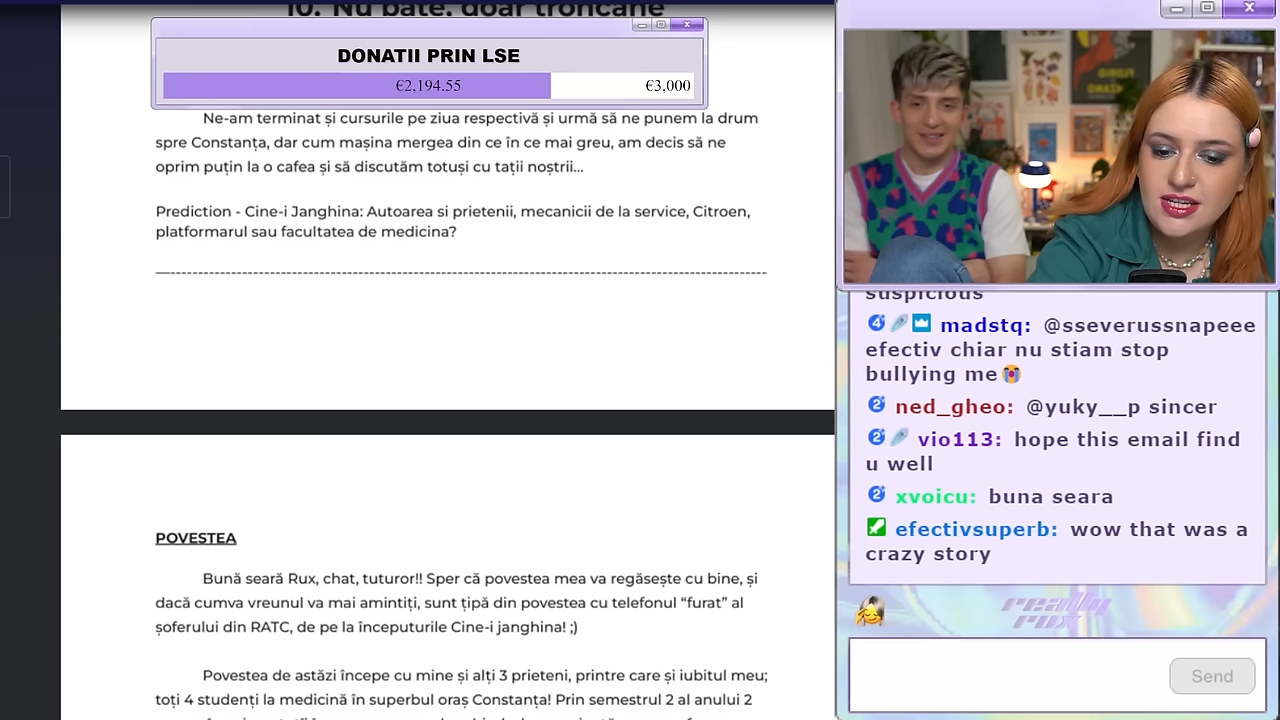 10. Nu bate, doar troncane
DONATII PRIN LSE
€2,194.55 €3,000
Ne-am terminat și cursurile pe ziua respectivă și urmă să ne punem la drum
spre Constanța, dar cum mașina mergea din ce în ce mai greu, am decis să ne
oprim puțin la o cafea și să discutăm totuși cu tații noștrii...
Prediction - Cine-i Janghina: Autoarea si prietenii, mecanicii de la service, Citroen,
platformarul sau facultatea de medicina?
POVESTEA
Bună seară Rux, chat, tuturor!! Sper că povestea mea va regăsește cu bine, și
dacă cumva vreunul va mai amintiți, sunt țipă din povestea cu telefonul “furat” al
șoferului din RATC, de pe la începuturile Cine-i janghina! ;)
Povestea de astăzi începe cu mine și alți 3 prieteni, printre care și iubitul meu;
toți 4 studenți la medicină în superbul oraș Constanța! Prin semestrul 2 al anului 2
suspicious
madstq: @sseverussnapeee
efectiv chiar nu stiam stop
bullying me😭
ned_gheo: @yuky__p sincer
vio113: hope this email find
u well
xvoicu: buna seara
efectivsuperb: wow that was a
crazy story
really
rux
Send